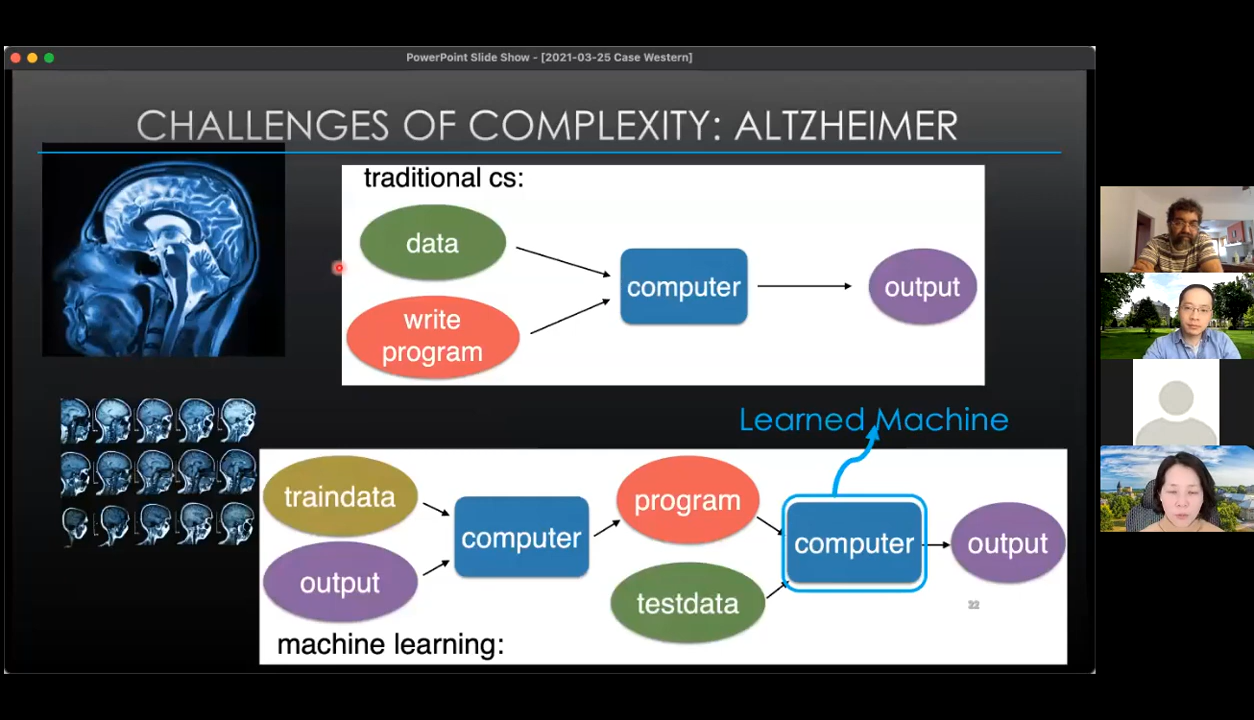 PowerPoint Slide Show - [2021-03-25 Case Western]
CHALLENGES OF COMPLEXITY: ALTZHEIMER
traditional cs:
data
write
program
computer
output
Learned Machine
traindata
output
computer
program
testdata
computer
output
22
machine learning: